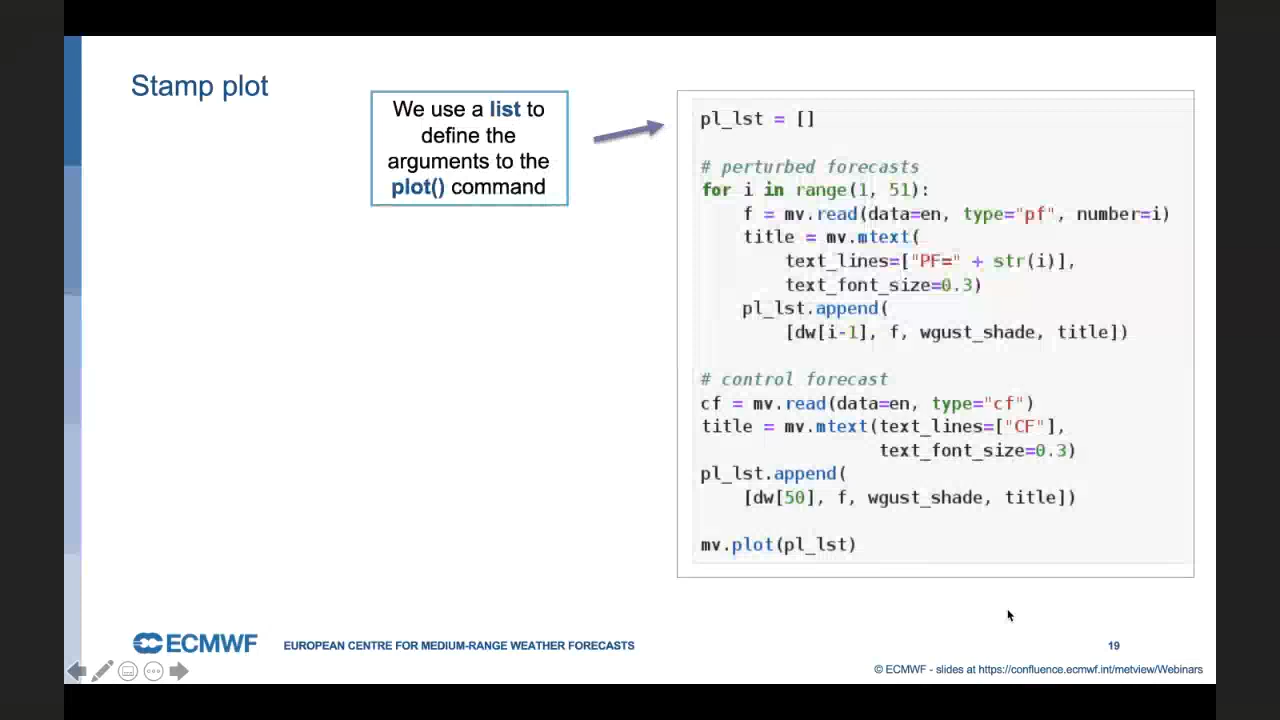 Stamp plot
We use a list to
define the
arguments to the
plot() command
pl_lst = []
# perturbed forecasts
for i in range(1, 51):
    f = mv.read(data=en, type="pf", number=i)
    title = mv.mtext(
        text_lines=["PF=" + str(i)],
        text_font_size=0.3)
    pl_lst.append(
        [dw[i-1], f, wgust_shade, title])
# control forecast
cf = mv.read(data=en, type="cf")
title = mv.mtext(text_lines=["CF"],
                 text_font_size=0.3)
pl_lst.append(
    [dw[50], f, wgust_shade, title])
mv.plot(pl_lst)
ECMWF EUROPEAN CENTRE FOR MEDIUM-RANGE WEATHER FORECASTS 19
© ECMWF - slides at https://confluence.ecmwf.int/metview/Webinars